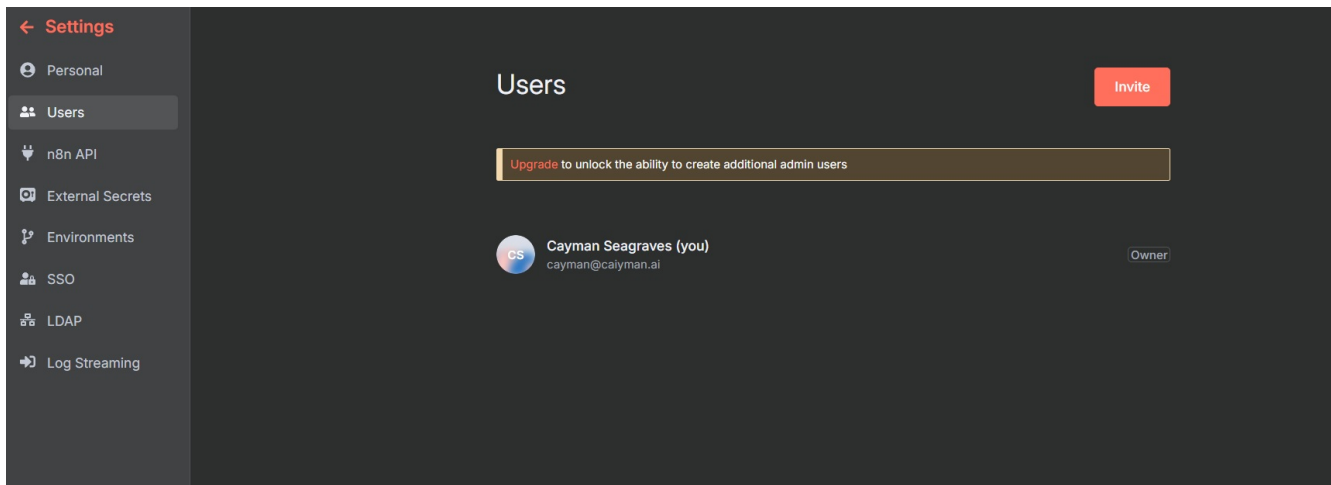 Settings
Personal
Users
n8n API
External Secrets
Environments
SSO
LDAP
Log Streaming
Users
Invite
Upgrade to unlock the ability to create additional admin users
CS
Cayman Seagraves (you)
cayman@caiyman.ai
Owner